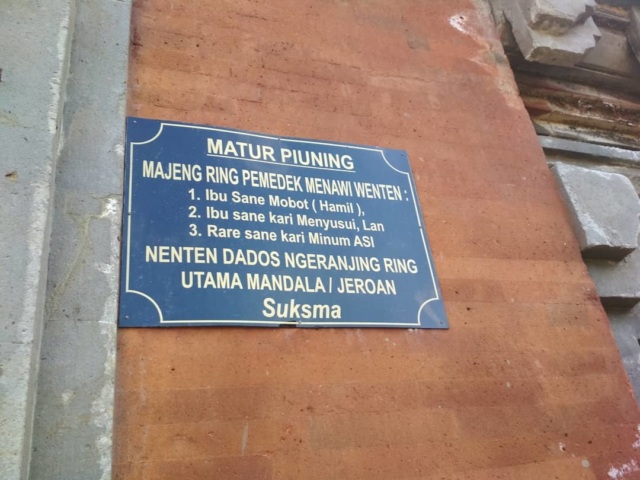 MATUR PIUNING
MAJENG RING PEMEDEK MENAWI WENTEN :
1. Ibu Sane Mobot ( Hamil ),
2. Ibu sane kari Menyusui, Lan
3. Rare sane kari Minum ASI
NENTEN DADOS NGERANJING RING
UTAMA MANDALA / JEROAN
Suksma